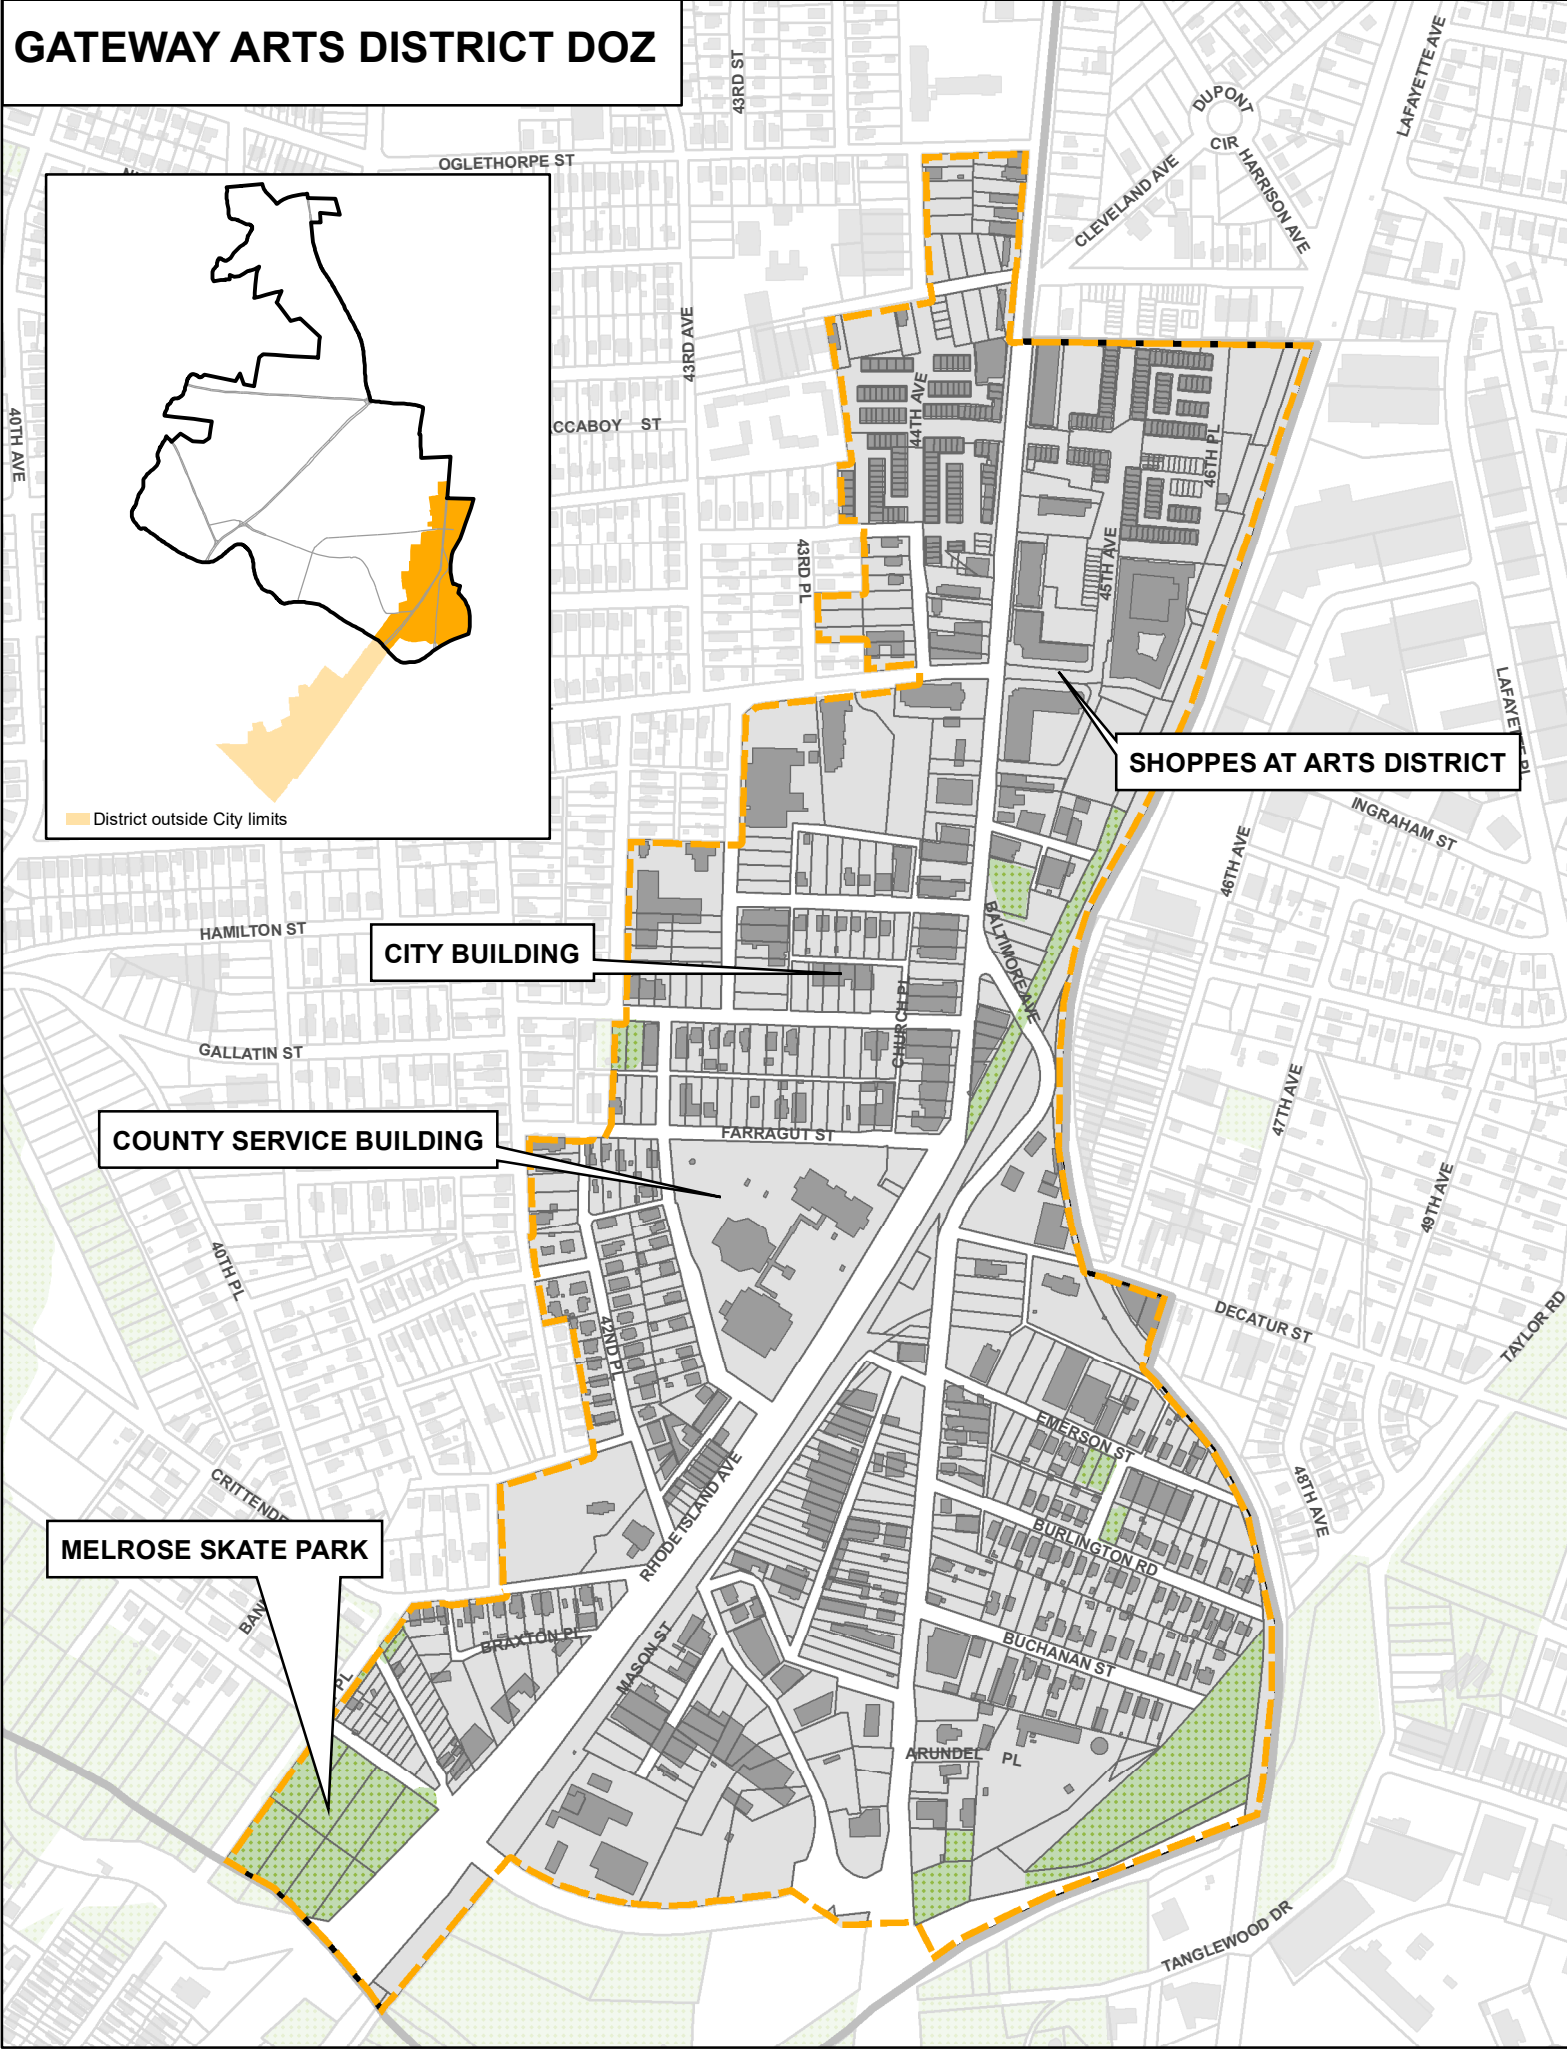 GATEWAY ARTS DISTRICT DOZ
43RD ST
LAFAYETTE AVE
DUPONT
CIR
OGLETHORPE ST
CLEVELAND AVE
HARRISON AVE
43RD AVE
44TH AVE
40TH AVE
CCABOY ST
46TH PL
43RD PL
45TH AVE
LAFAYETTE PL
SHOPPES AT ARTS DISTRICT
District outside City limits
INGRAHAM ST
46TH AVE
HAMILTON ST
CITY BUILDING
BALTIMORE AVE
CHURCH PL
GALLATIN ST
47TH AVE
COUNTY SERVICE BUILDING
FARRAGUT ST
49TH AVE
40TH PL
42ND PL
DECATUR ST
TAYLOR RD
EMERSON ST
CRITTENDE
48TH AVE
MELROSE SKATE PARK
RHODE ISLAND AVE
BURLINGTON RD
BRAXTON PL
BUCHANAN ST
MASON ST
PL
ARUNDEL PL
TANGLEWOOD DR